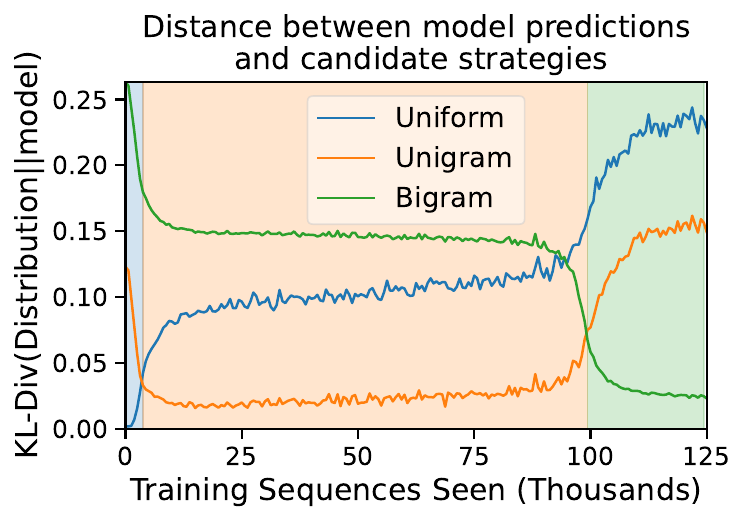 Distance between model predictions
and candidate strategies
KL-Div(Distribution||model)
0.25
0.20
0.15
0.10
0.05
0.00
Uniform
Unigram
Bigram
0 25 50 75 100 125
Training Sequences Seen (Thousands)